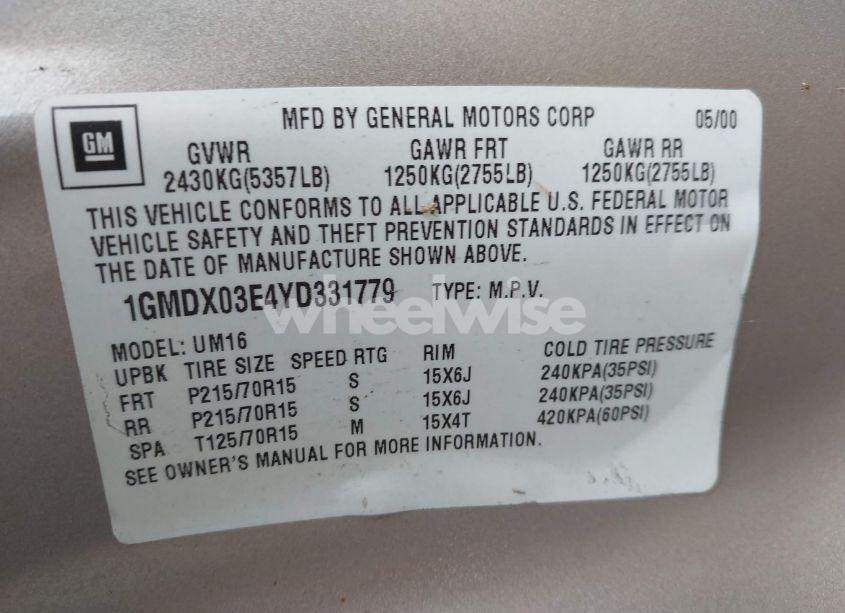 GM
MFD BY GENERAL MOTORS CORP 05/00
GVWR GAWR FRT GAWR RR
2430KG(5357LB) 1250KG(2755LB) 1250KG(2755LB)
THIS VEHICLE CONFORMS TO ALL APPLICABLE U.S. FEDERAL MOTOR
VEHICLE SAFETY AND THEFT PREVENTION STANDARDS IN EFFECT ON
THE DATE OF MANUFACTURE SHOWN ABOVE.
1GMDX03E4YD331779 TYPE: M.P.V.
wheelwise
MODEL: UM16
UPBK TIRE SIZE SPEED RTG RIM COLD TIRE PRESSURE
FRT P215/70R15 S 15X6J 240KPA(35PSI)
RR P215/70R15 S 15X6J 240KPA(35PSI)
SPA T125/70R15 M 15X4T 420KPA(60PSI)
SEE OWNER'S MANUAL FOR MORE INFORMATION.